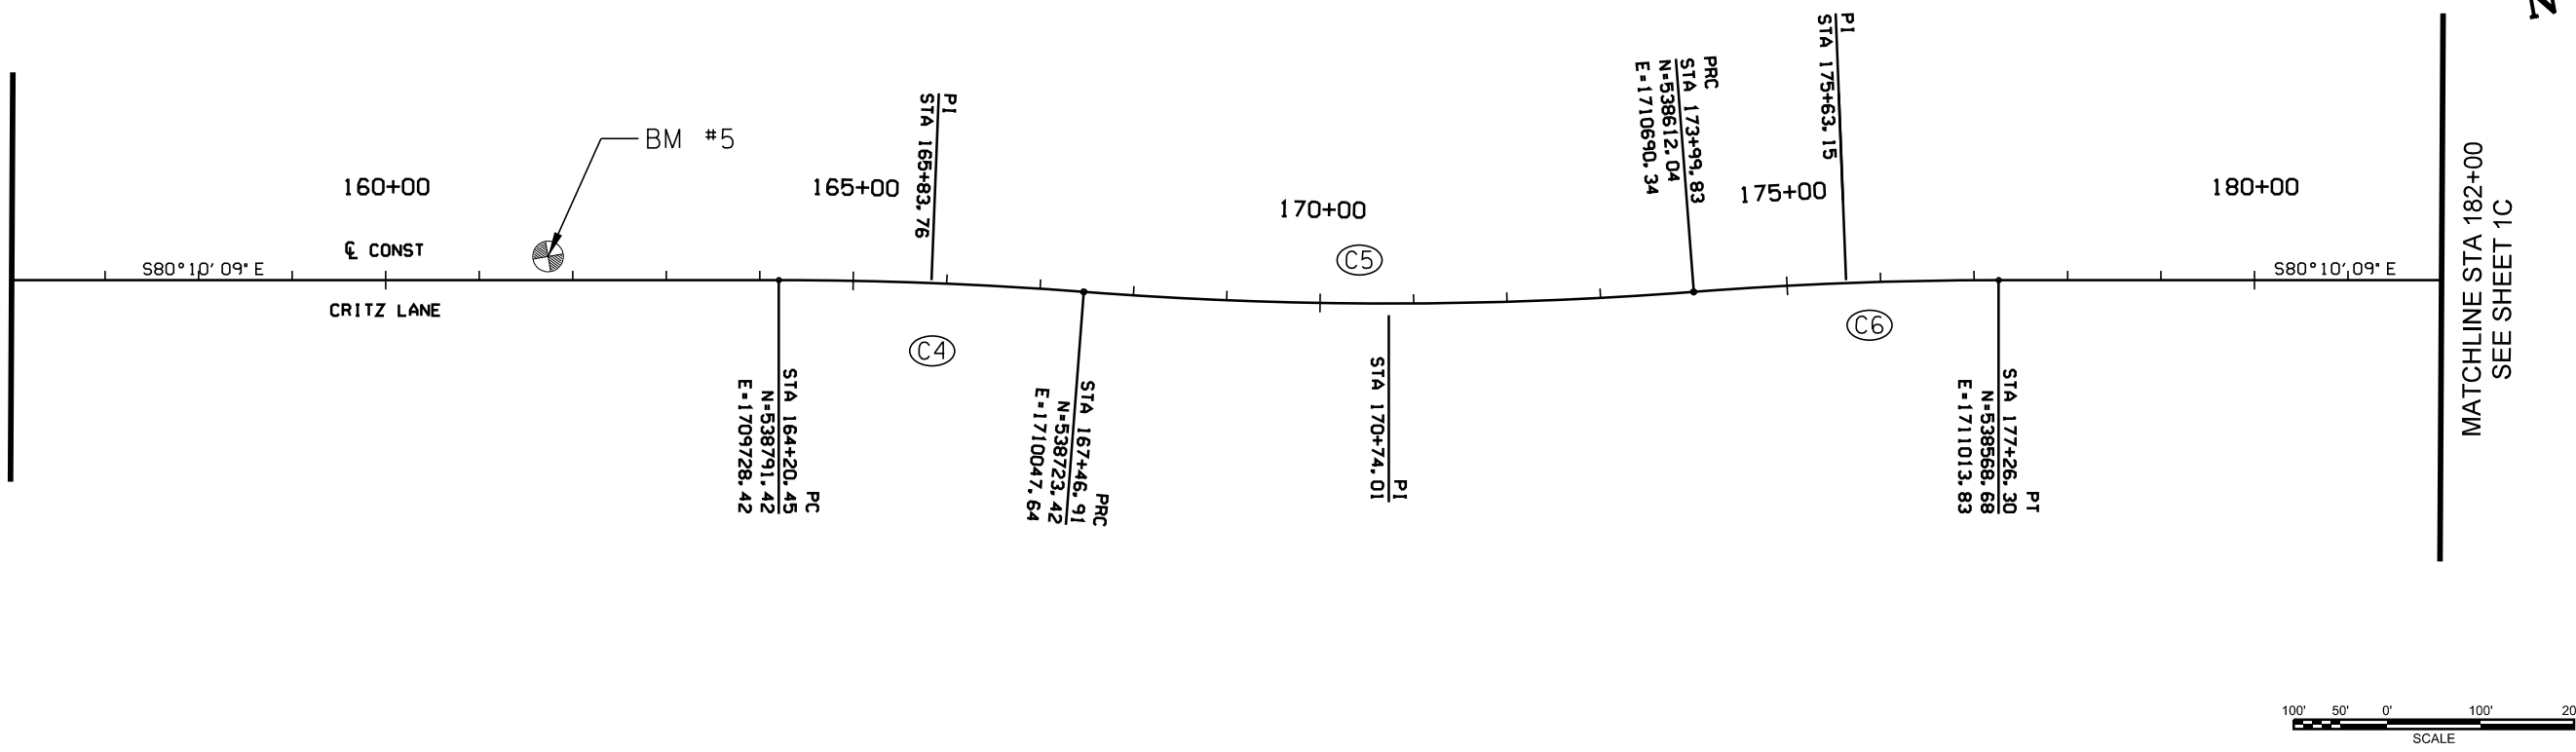 PI
STA 165+83.76
BM #5
160+00
165+00
℄ CONST
S80°10'09"E
CRITZ LANE
C4
PC
STA 164+20.45
N=538791.42
E=1709728.42
PRC
STA 167+46.91
N=538723.42
E=1710047.64
170+00
C5
PI
STA 170+74.01
PRC
STA 173+99.83
N=538612.04
E=1710690.34
175+00
PI
STA 175+63.15
C6
PT
STA 177+26.30
N=538568.68
E=1711013.83
180+00
S80°10'09"E
MATCHLINE STA 182+00
SEE SHEET 1C
N
100' 50' 0' 100'
SCALE